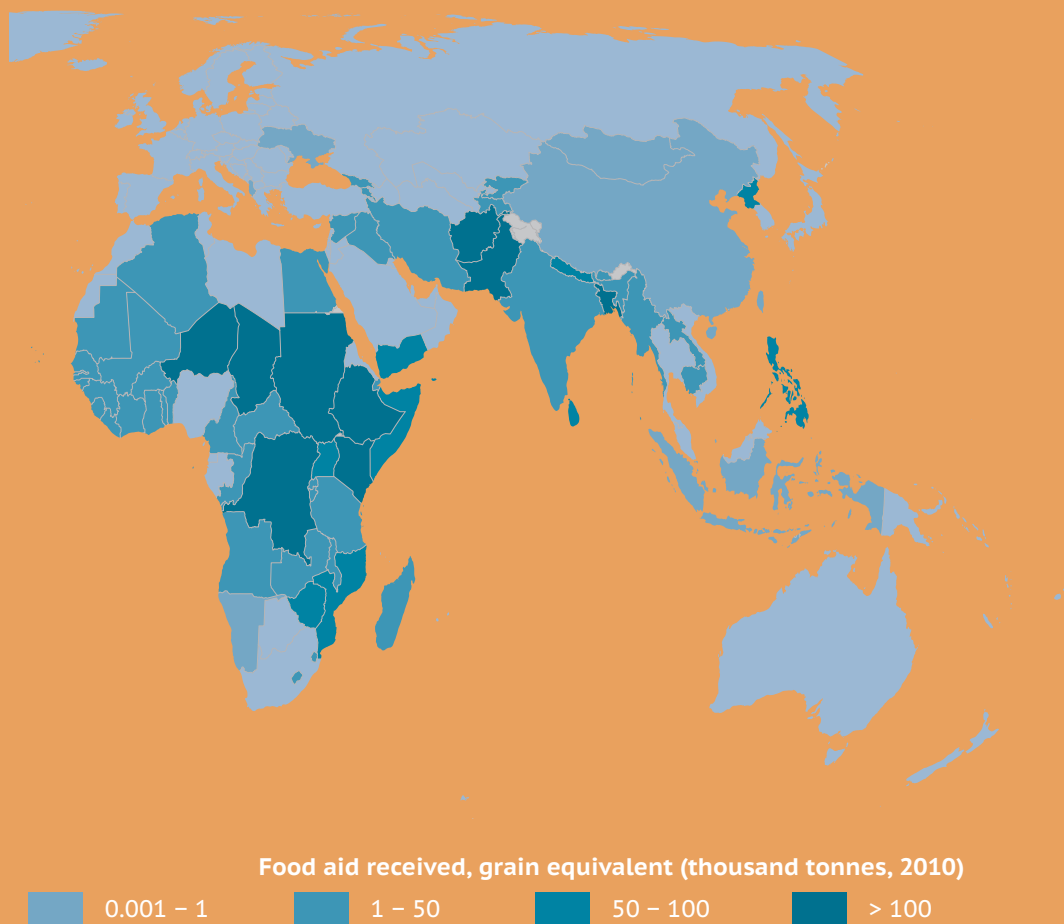 Food aid received, grain equivalent (thousand tonnes, 2010)
0.001 – 1 1 – 50 50 – 100 > 100